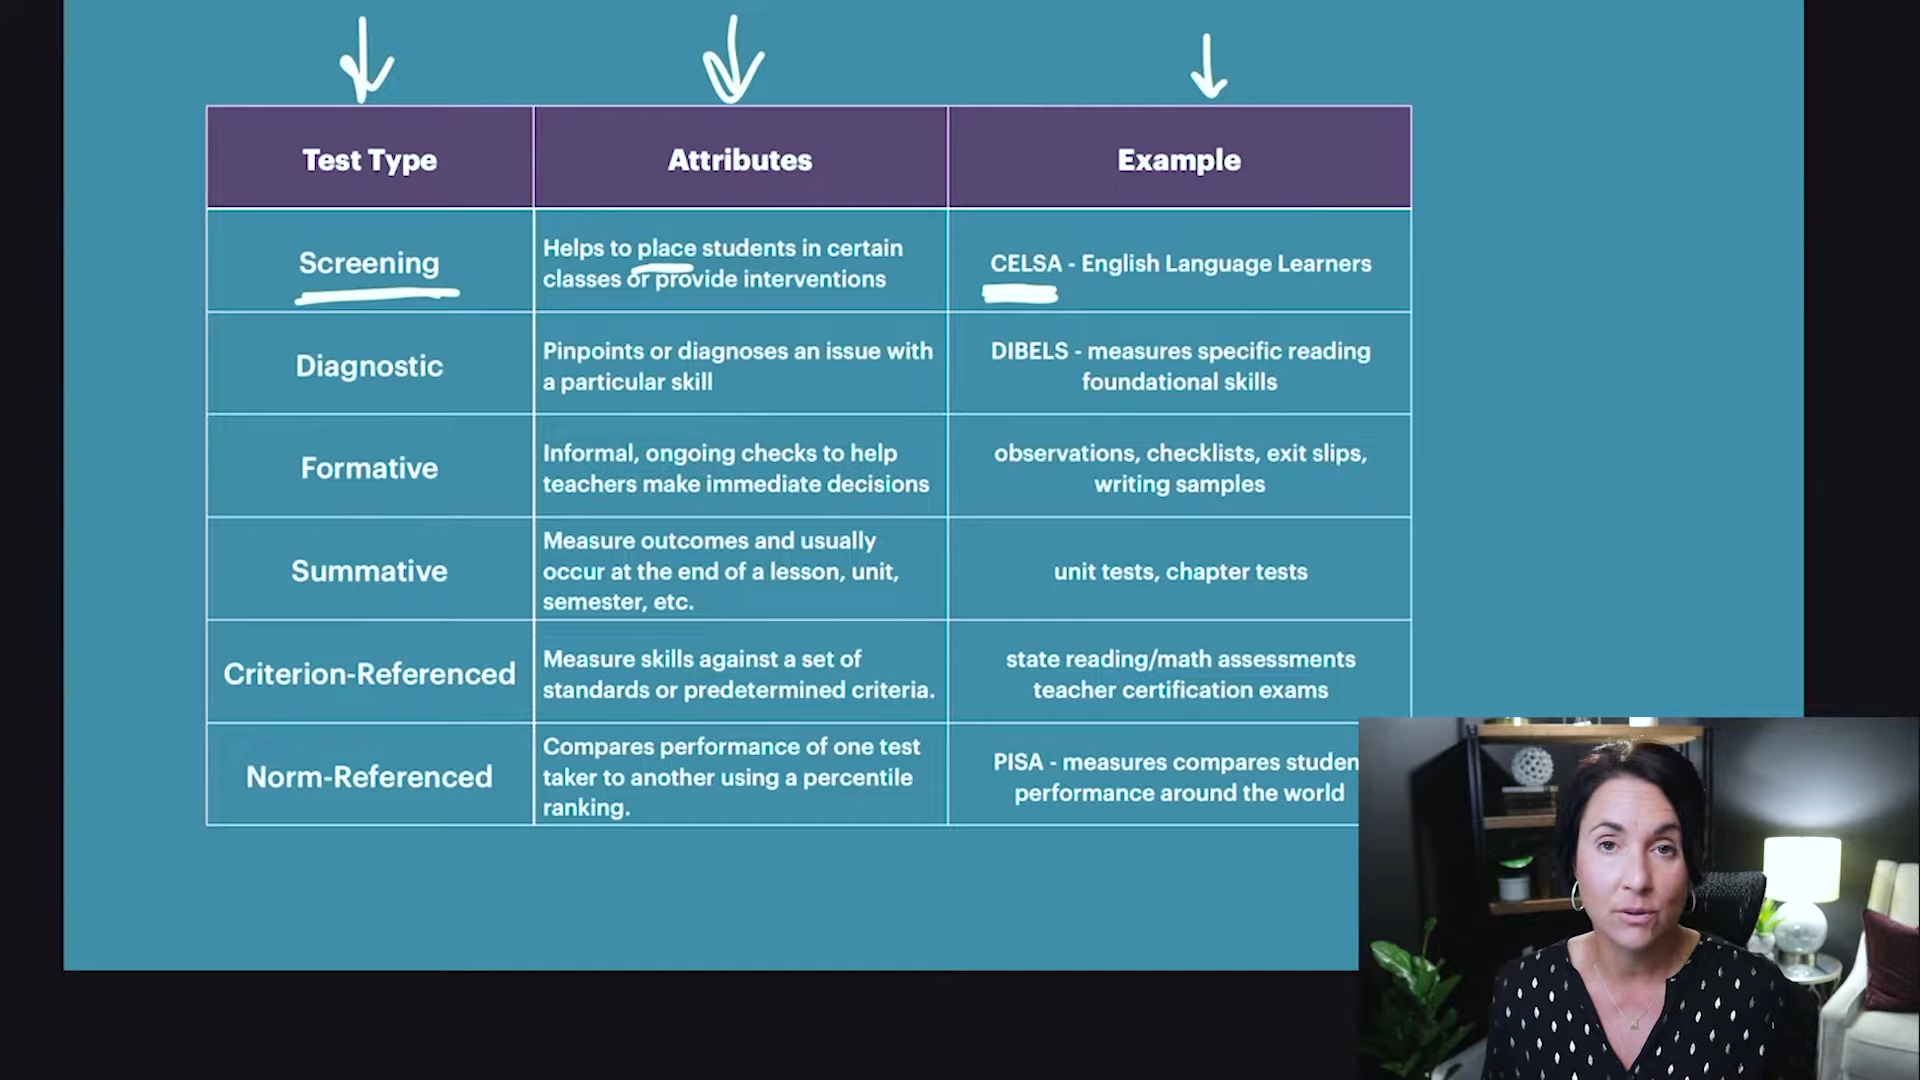 Test Type
Attributes
Example
Screening
Helps to place students in certain
classes or provide interventions
CELSA - English Language Learners
Diagnostic
Pinpoints or diagnoses an issue with
a particular skill
DIBELS - measures specific reading
foundational skills
Formative
Informal, ongoing checks to help
teachers make immediate decisions
observations, checklists, exit slips,
writing samples
Summative
Measure outcomes and usually
occur at the end of a lesson, unit,
semester, etc.
unit tests, chapter tests
Criterion-Referenced
Measure skills against a set of
standards or predetermined criteria.
state reading/math assessments
teacher certification exams
Norm-Referenced
Compares performance of one test
taker to another using a percentile
ranking.
PISA - measures compares studen
performance around the world